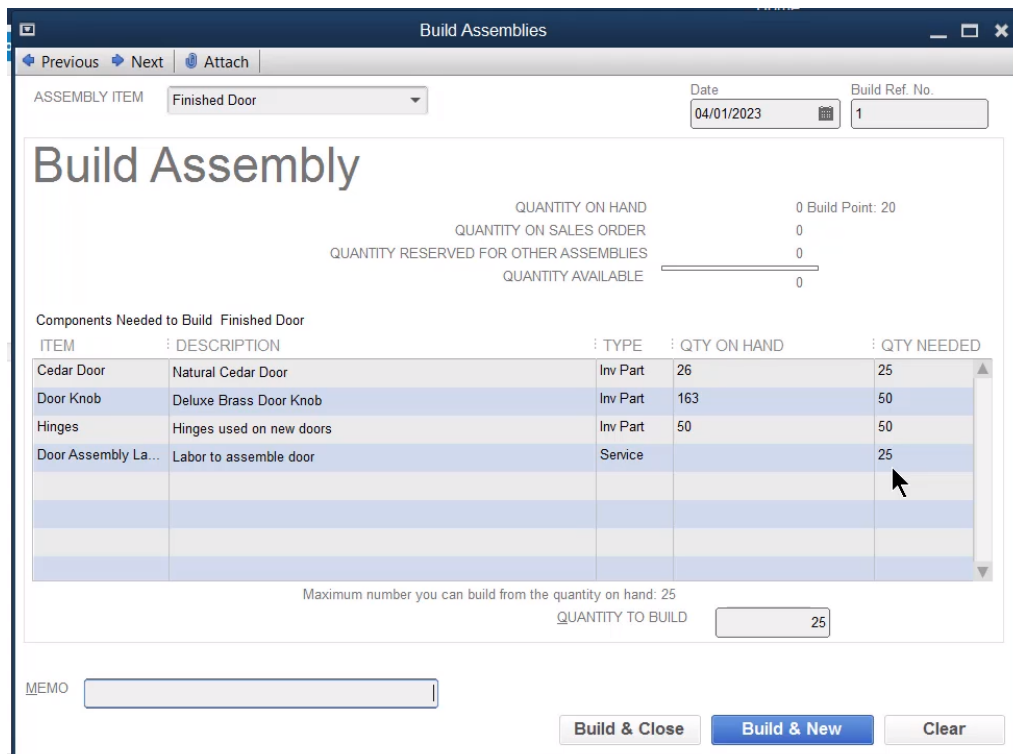 Build Assemblies
Previous Next Attach
ASSEMBLY ITEM Finished Door
Date
04/01/2023
Build Ref. No.
1
Build Assembly
QUANTITY ON HAND 0 Build Point: 20
QUANTITY ON SALES ORDER 0
QUANTITY RESERVED FOR OTHER ASSEMBLIES 0
QUANTITY AVAILABLE 0
Components Needed to Build Finished Door
ITEM DESCRIPTION TYPE QTY ON HAND QTY NEEDED
Cedar Door Natural Cedar Door Inv Part 26 25
Door Knob Deluxe Brass Door Knob Inv Part 163 50
Hinges Hinges used on new doors Inv Part 50 50
Door Assembly La... Labor to assemble door Service 25
Maximum number you can build from the quantity on hand: 25
QUANTITY TO BUILD 25
MEMO
Build & Close Build & New Clear